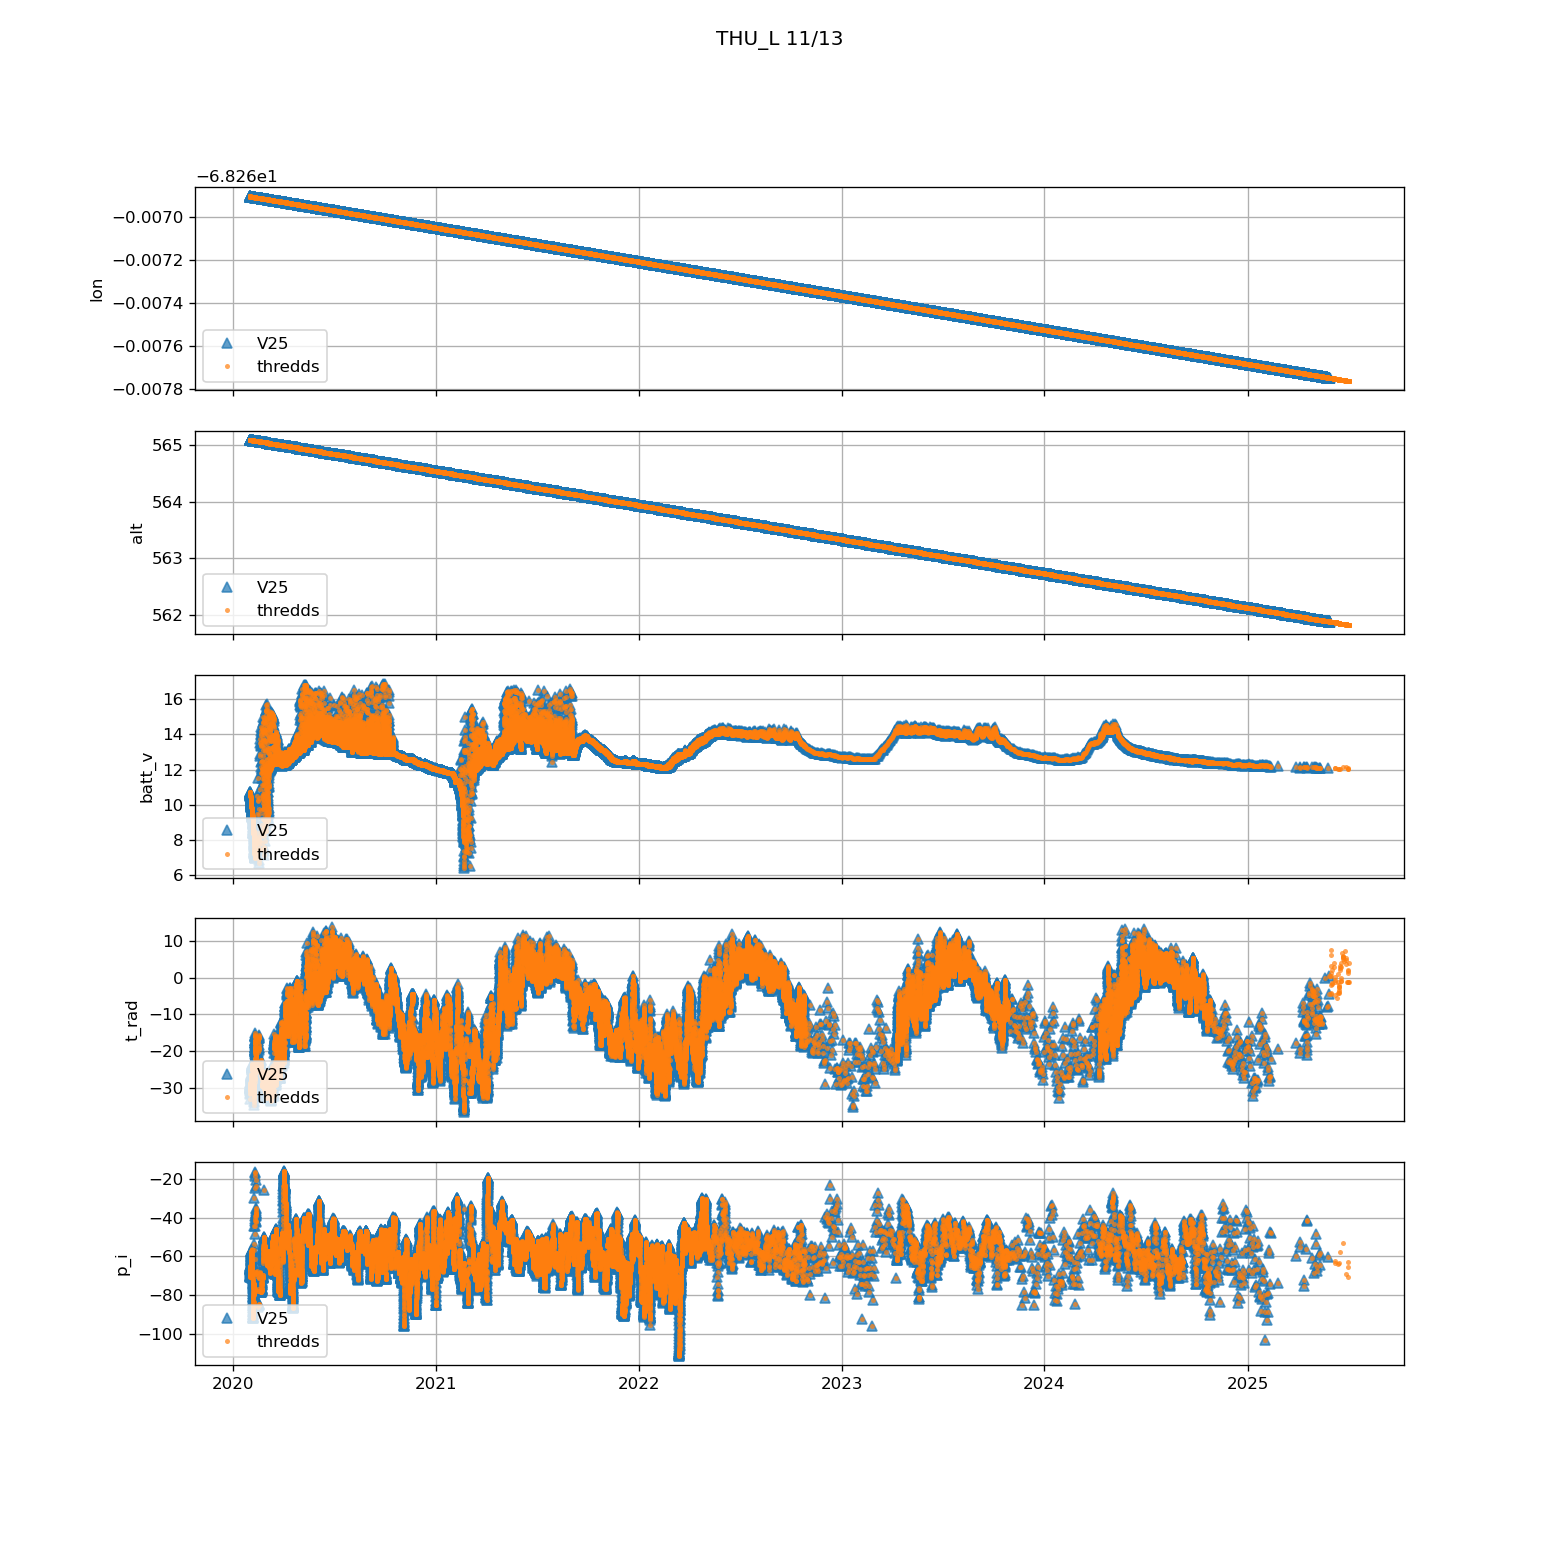 THU_L 11/13
−6.826e1
−0.0070
−0.0072
−0.0074
−0.0076
−0.0078
lon
V25
thredds
565
564
563
562
alt
V25
thredds
16
14
12
10
8
6
batt_v
V25
thredds
10
0
−10
−20
−30
t_rad
V25
thredds
−20
−40
−60
−80
−100
p_i
V25
thredds
2020 2021 2022 2023 2024 2025